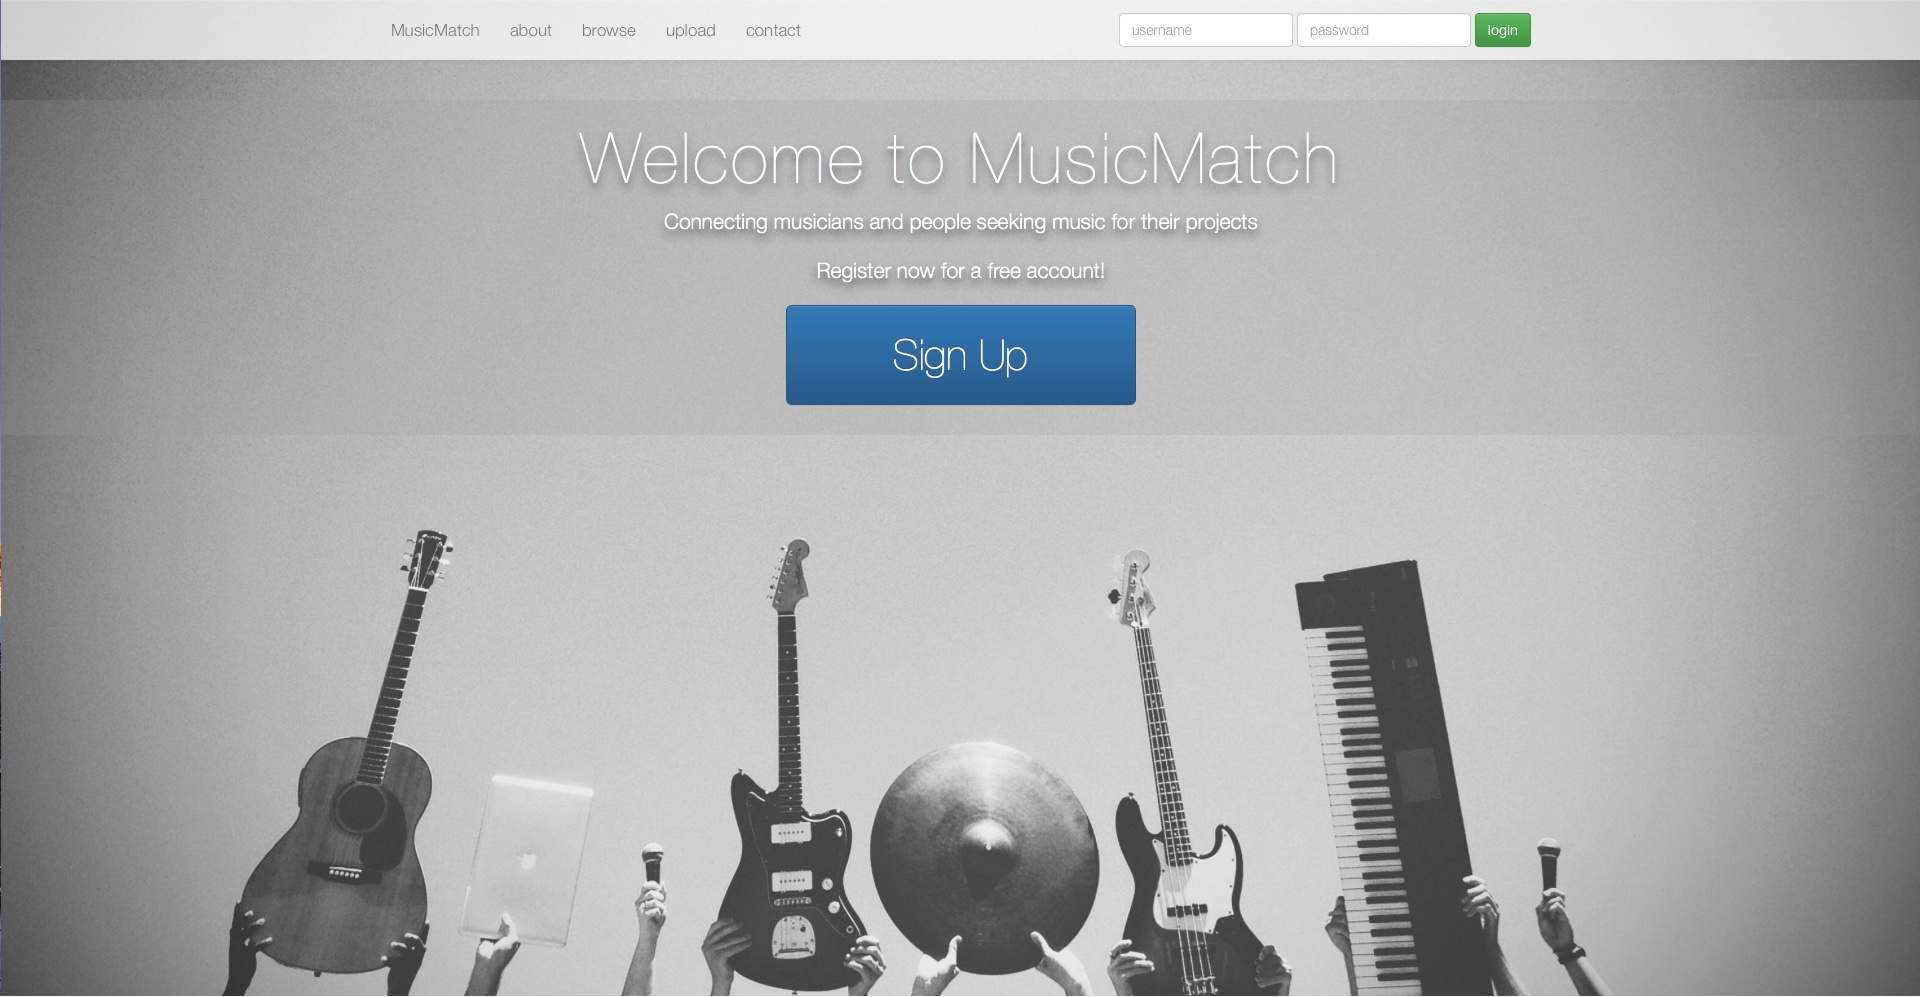 MusicMatch about browse upload contact username password login
Welcome to MusicMatch
Connecting musicians and people seeking music for their projects
Register now for a free account!
Sign Up